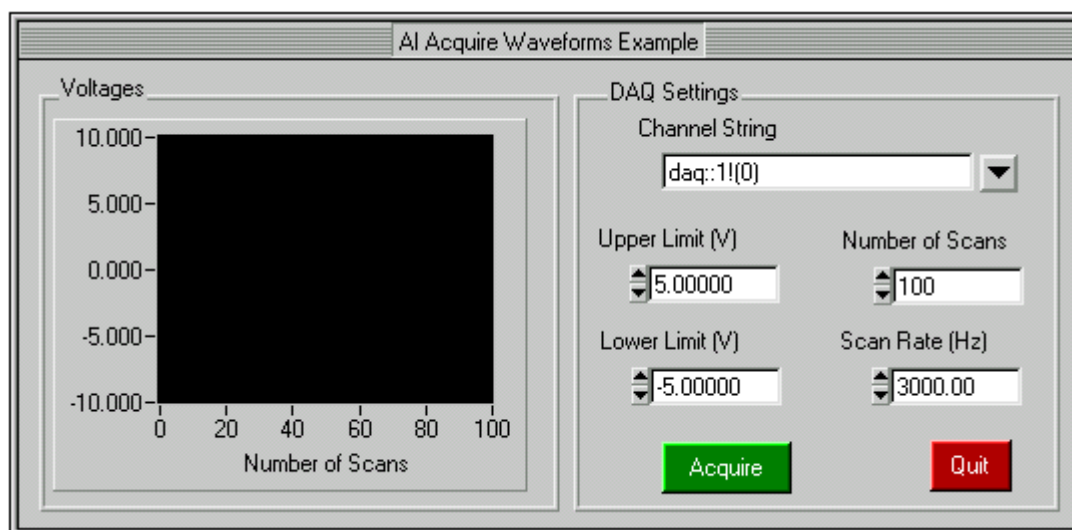 AI Acquire Waveforms Example
Voltages
10.000
5.000
0.000
-5.000
-10.000
0 20 40 60 80 100
Number of Scans
DAQ Settings
Channel String
daq::1!(0)
Upper Limit (V) Number of Scans
5.00000 100
Lower Limit (V) Scan Rate (Hz)
-5.00000 3000.00
Acquire Quit